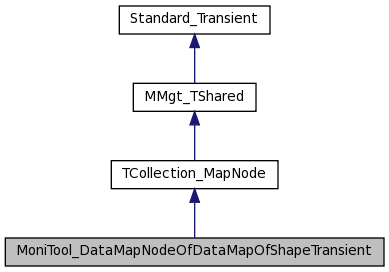 Standard_Transient
MMgt_TShared
TCollection_MapNode
MoniTool_DataMapNodeOfDataMapOfShapeTransient